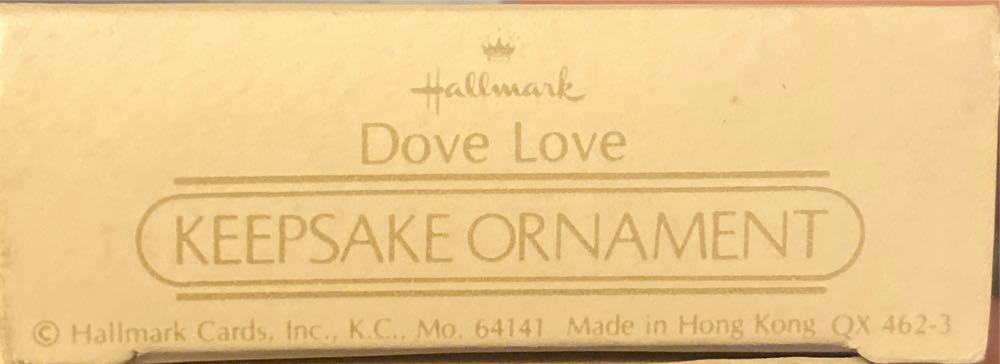 Hallmark
Dove Love
KEEPSAKE ORNAMENT
© Hallmark Cards, Inc., K.C., Mo. 64141 Made in Hong Kong QX 462-3